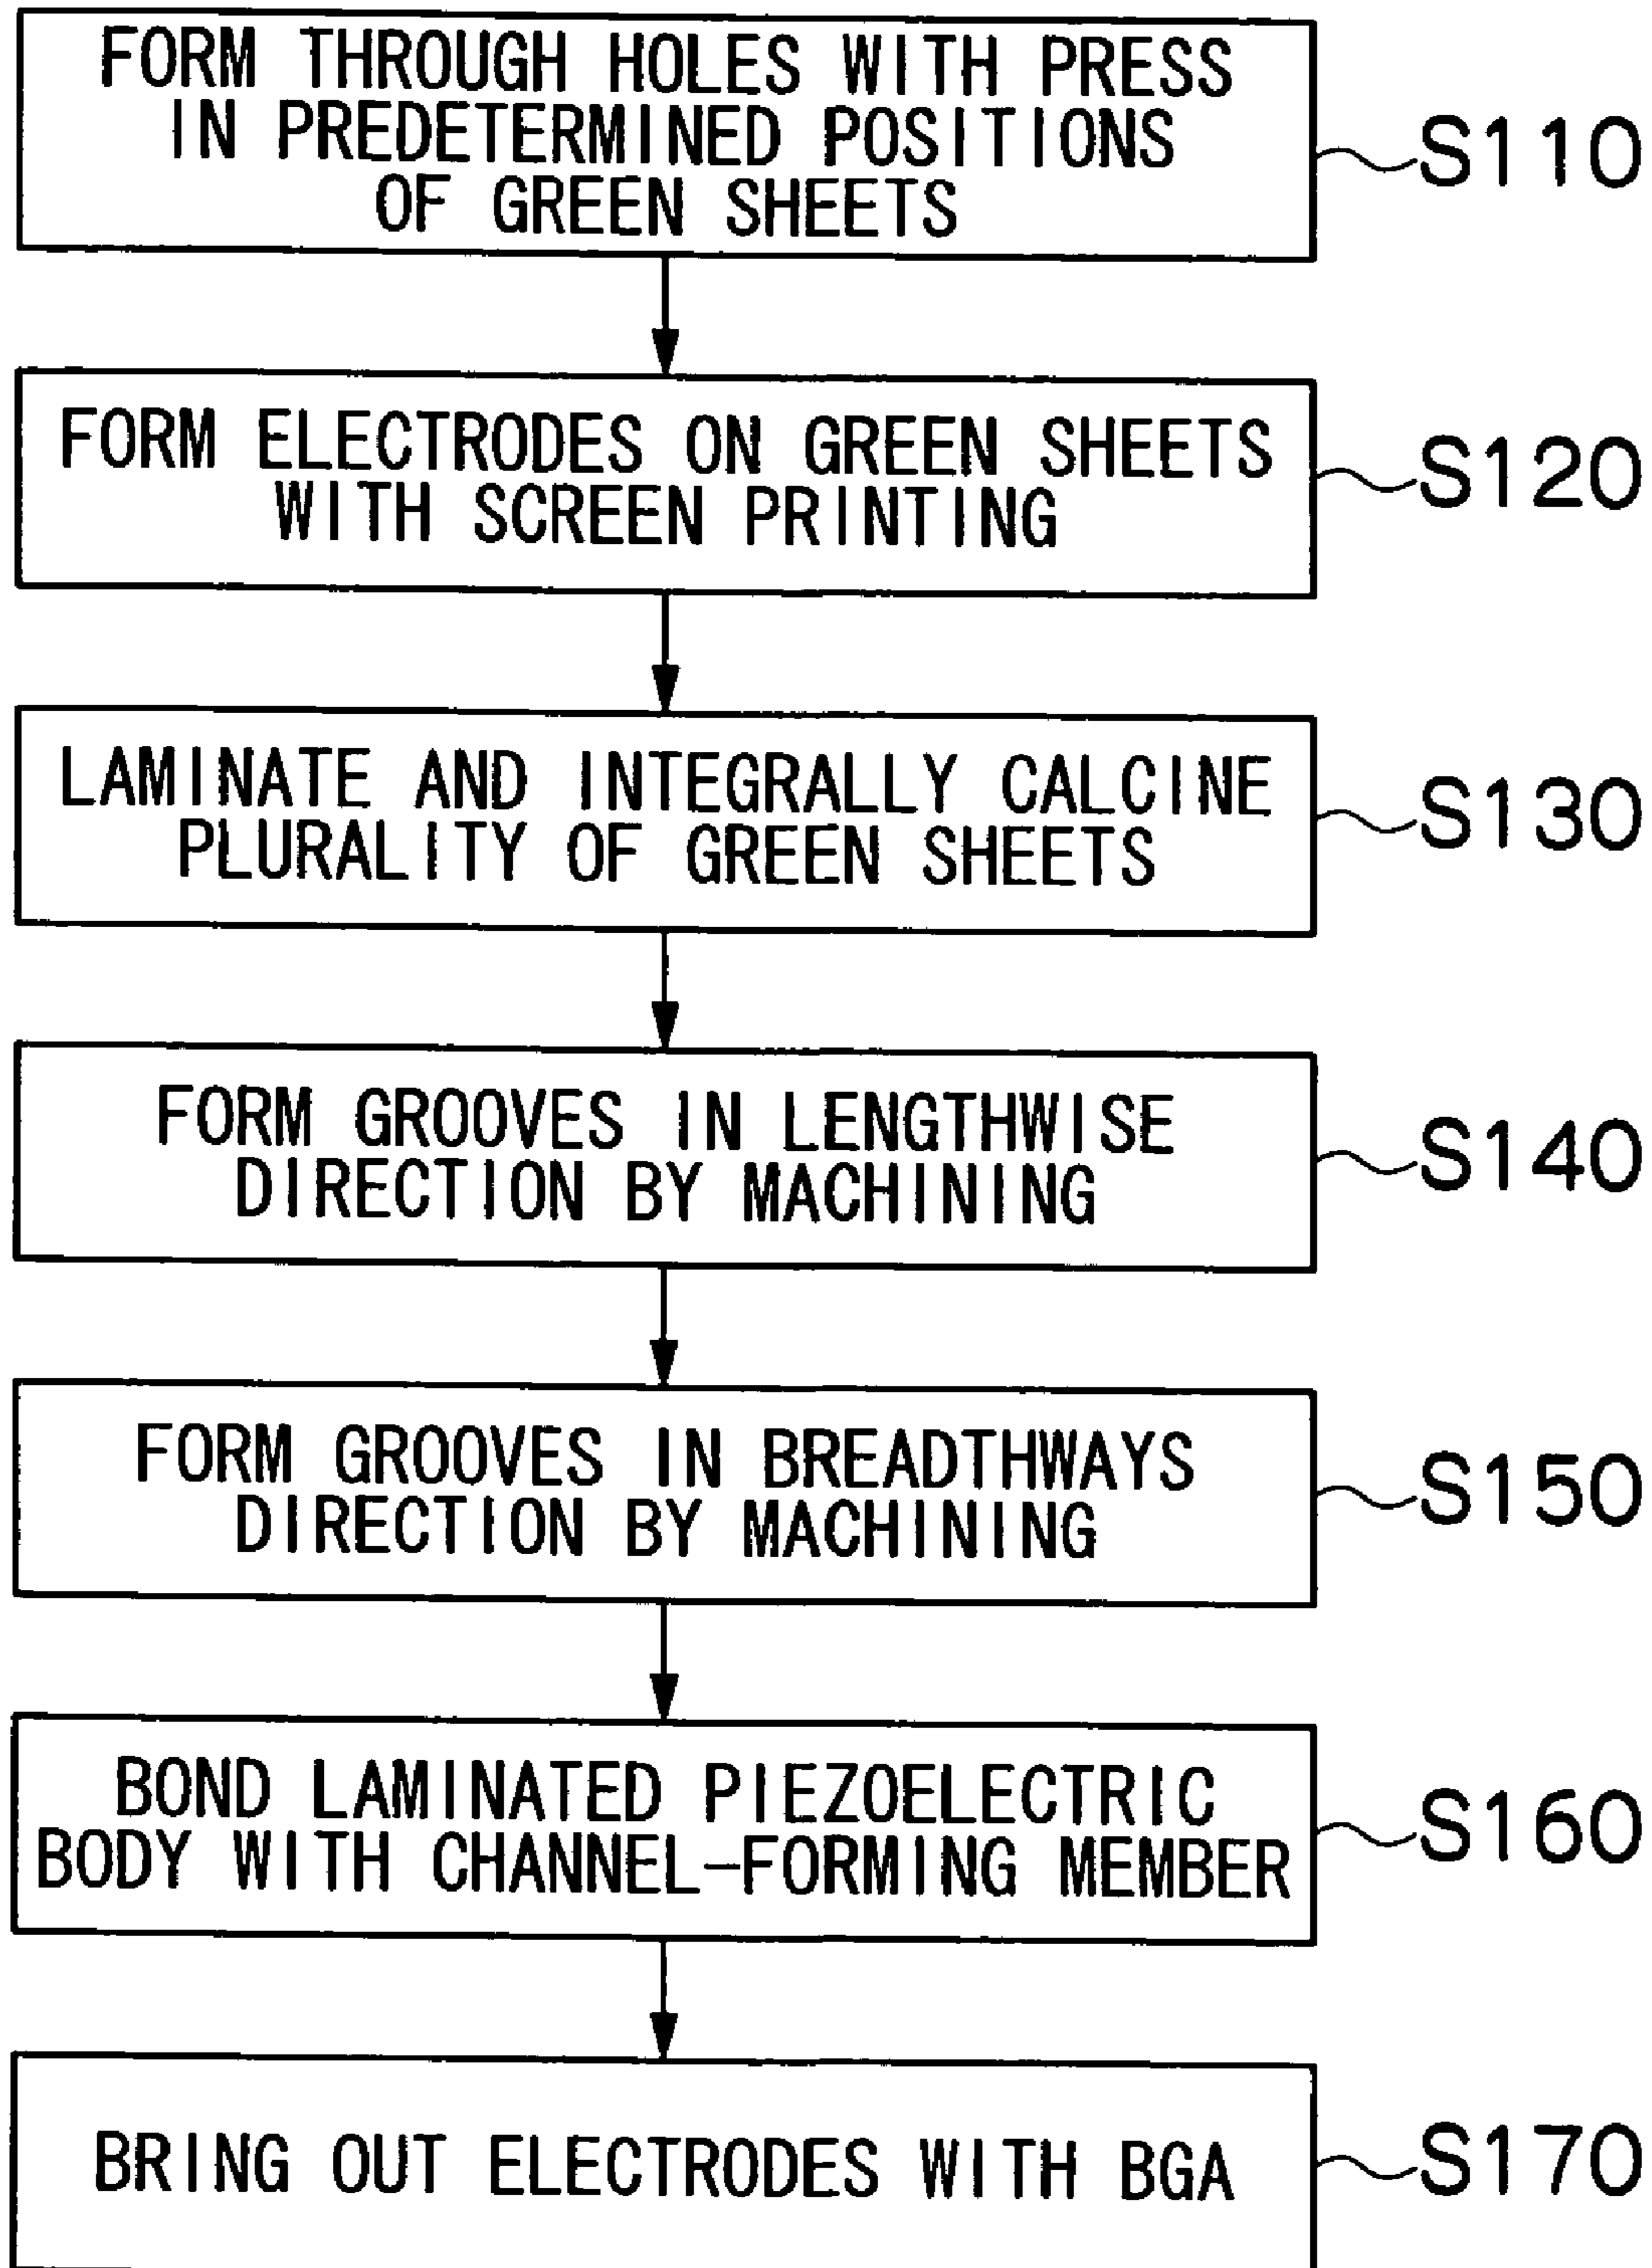 FORM THROUGH HOLES WITH PRESS
IN PREDETERMINED POSITIONS
OF GREEN SHEETS
S110
FORM ELECTRODES ON GREEN SHEETS
WITH SCREEN PRINTING
S120
LAMINATE AND INTEGRALLY CALCINE
PLURALITY OF GREEN SHEETS
S130
FORM GROOVES IN LENGTHWISE
DIRECTION BY MACHINING
S140
FORM GROOVES IN BREADTHWAYS
DIRECTION BY MACHINING
S150
BOND LAMINATED PIEZOELECTRIC
BODY WITH CHANNEL-FORMING MEMBER
S160
BRING OUT ELECTRODES WITH BGA
S170